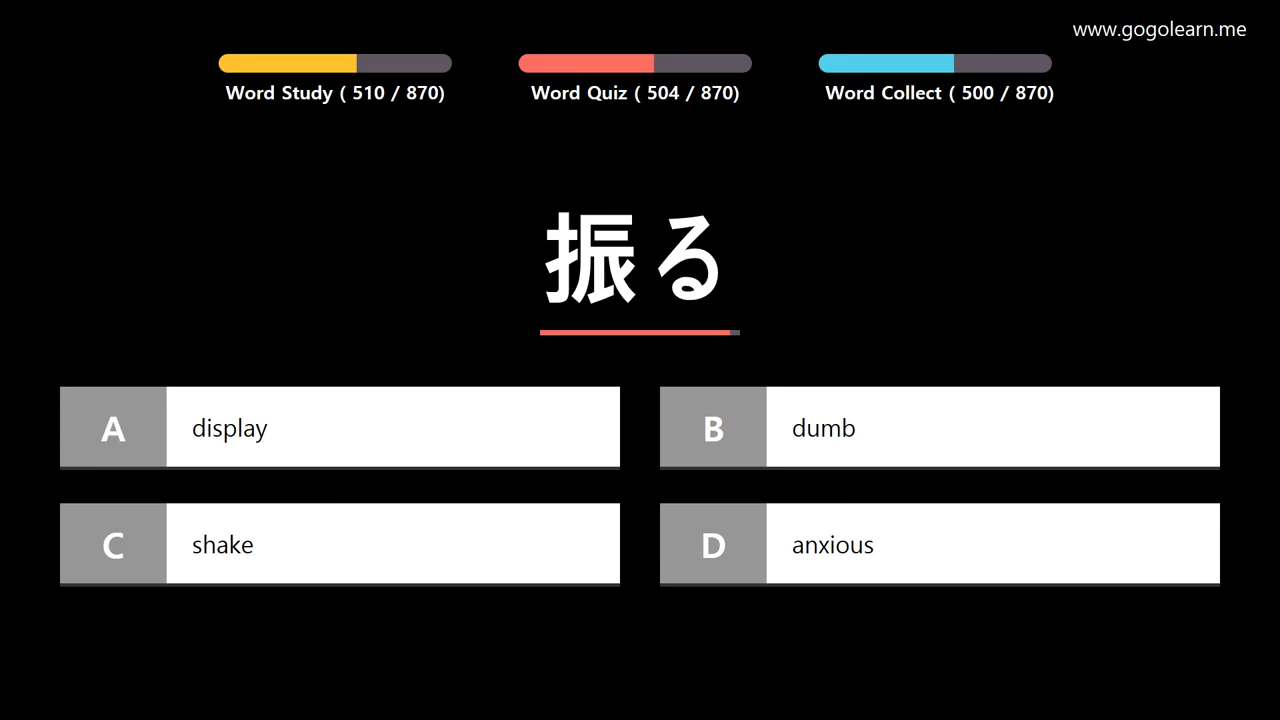 www.gogolearn.me
Word Study ( 510 / 870)
Word Quiz ( 504 / 870)
Word Collect ( 500 / 870)
振る
A display
B dumb
C shake
D anxious